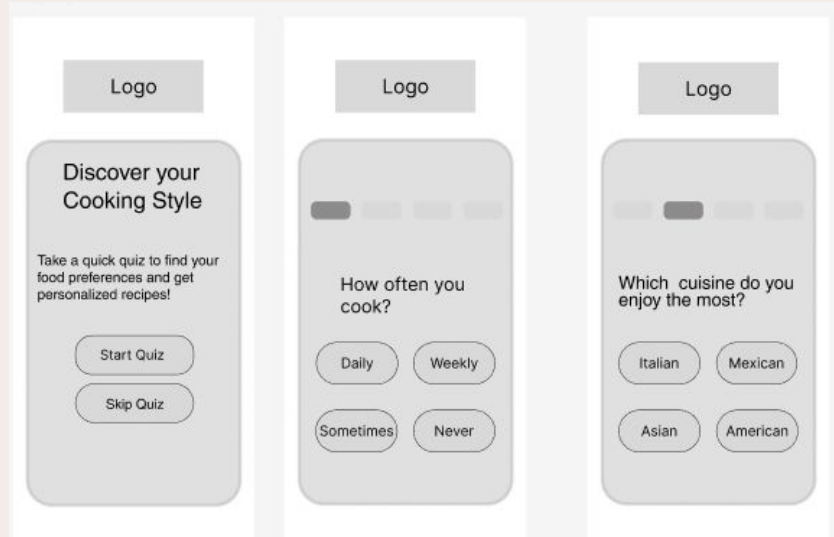 Logo
Discover your
Cooking Style
Take a quick quiz to find your
food preferences and get
personalized recipes!
Start Quiz
Skip Quiz
Logo
How often you
cook?
Daily
Weekly
Sometimes
Never
Logo
Which cuisine do you
enjoy the most?
Italian
Mexican
Asian
American